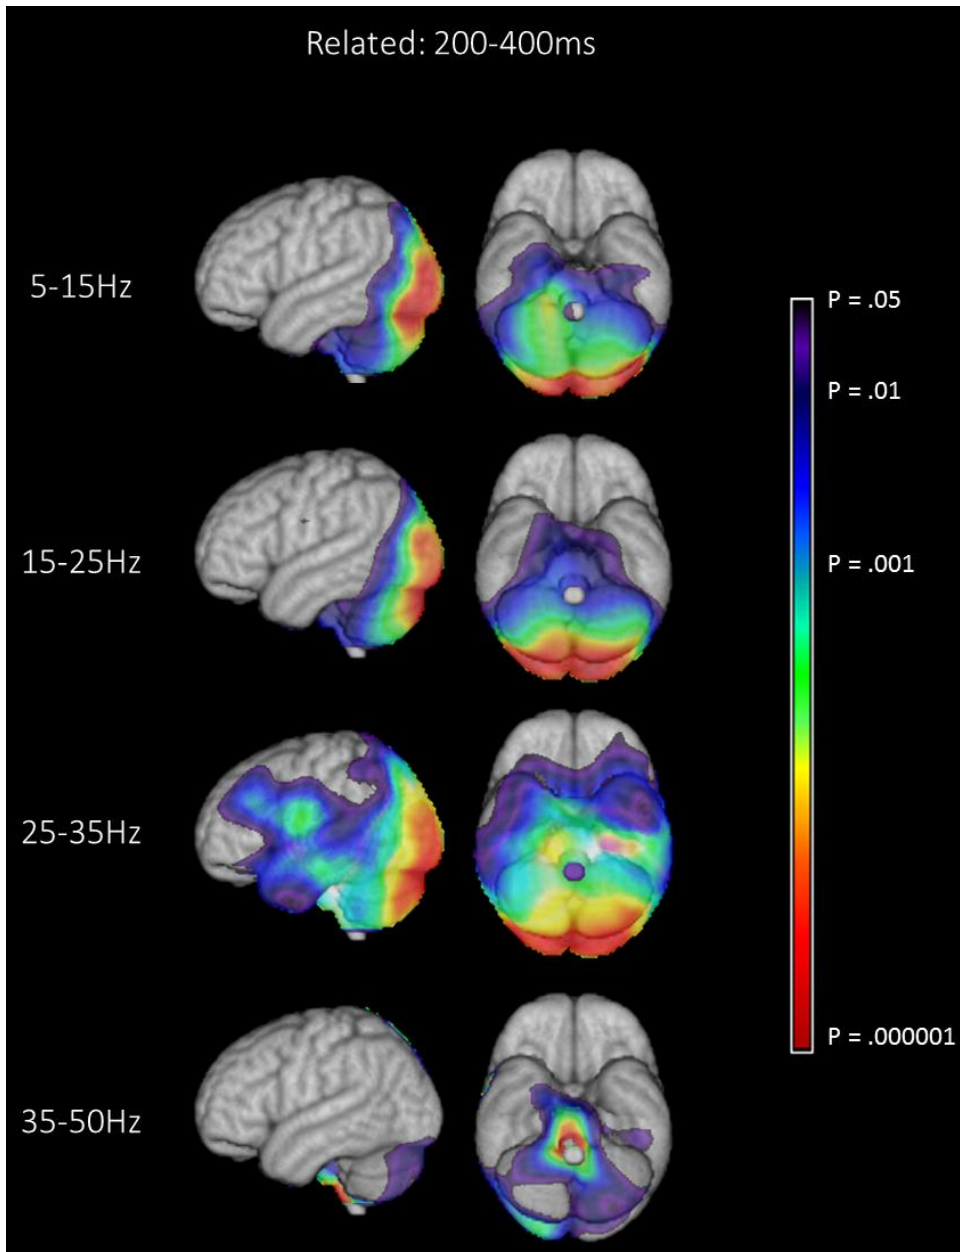 Related: 200-400ms
5-15Hz
P = .05
P = .01
15-25Hz
P = .001
25-35Hz
P = .000001
35-50Hz